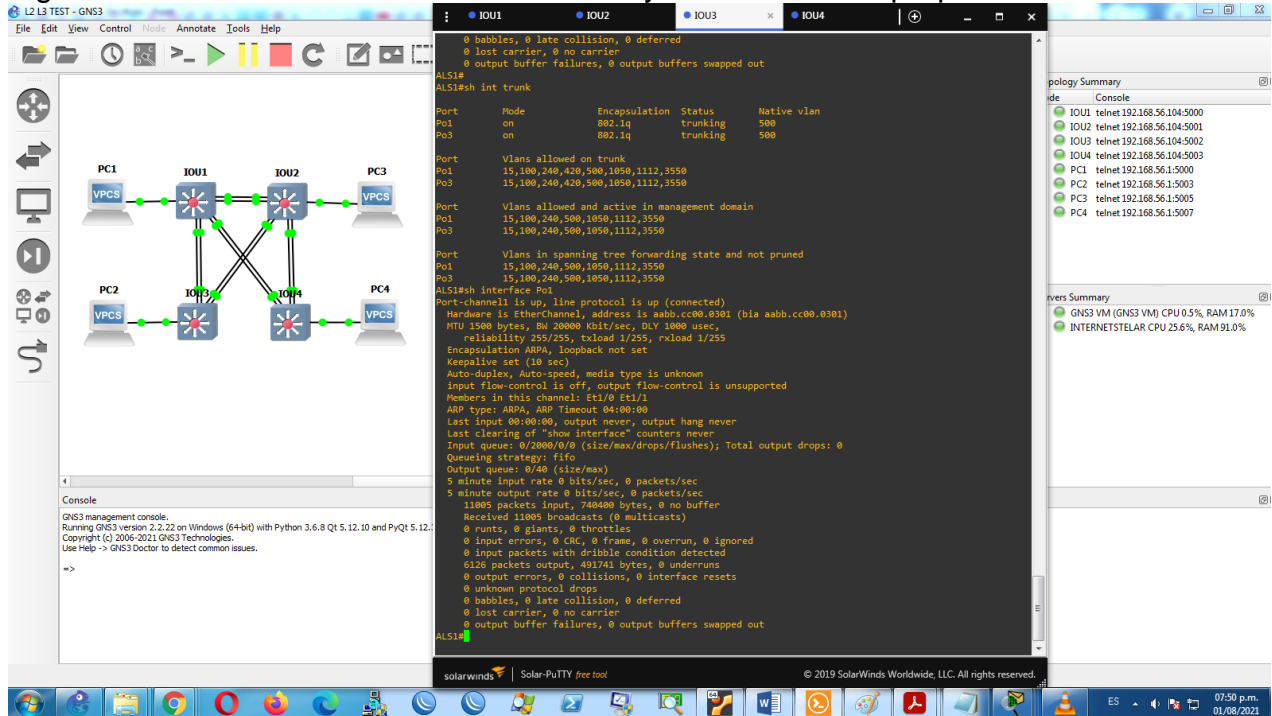 L2 L3 TEST - GNS3
File Edit View Control Node Annotate Tools Help
IOU1 IOU2 IOU3 × IOU4
0 babbles, 0 late collision, 0 deferred
0 lost carrier, 0 no carrier
0 output buffer failures, 0 output buffers swapped out
ALS1#
ALS1#sh int trunk
Port Mode Encapsulation Status Native vlan
Po1 on 802.1q trunking 500
Po3 on 802.1q trunking 500
Port Vlans allowed on trunk
Po1 15,100,240,420,500,1050,1112,3550
Po3 15,100,240,420,500,1050,1112,3550
Port Vlans allowed and active in management domain
Po1 15,100,240,500,1050,1112,3550
Po3 15,100,240,500,1050,1112,3550
Port Vlans in spanning tree forwarding state and not pruned
Po1 15,100,240,500,1050,1112,3550
Po3 15,100,240,500,1050,1112,3550
ALS1#sh interface Po1
Port-channel1 is up, line protocol is up (connected)
Hardware is EtherChannel, address is aabb.cc00.0301 (bia aabb.cc00.0301)
MTU 1500 bytes, BW 20000 Kbit/sec, DLY 1000 usec,
reliability 255/255, txload 1/255, rxload 1/255
Encapsulation ARPA, loopback not set
Keepalive set (10 sec)
Auto-duplex, Auto-speed, media type is unknown
input flow-control is off, output flow-control is unsupported
Members in this channel: Et1/0 Et1/1
ARP type: ARPA, ARP Timeout 04:00:00
Last input 00:00:00, output never, output hang never
Last clearing of "show interface" counters never
Input queue: 0/2000/0/0 (size/max/drops/flushes); Total output drops: 0
Queueing strategy: fifo
Output queue: 0/40 (size/max)
5 minute input rate 0 bits/sec, 0 packets/sec
5 minute output rate 0 bits/sec, 0 packets/sec
11005 packets input, 740400 bytes, 0 no buffer
Received 11005 broadcasts (0 multicasts)
0 runts, 0 giants, 0 throttles
0 input errors, 0 CRC, 0 frame, 0 overrun, 0 ignored
0 input packets with dribble condition detected
6126 packets output, 491741 bytes, 0 underruns
0 output errors, 0 collisions, 0 interface resets
0 unknown protocol drops
0 babbles, 0 late collision, 0 deferred
0 lost carrier, 0 no carrier
0 output buffer failures, 0 output buffers swapped out
ALS1#
solarwinds Solar-PuTTY free tool © 2019 SolarWinds Worldwide, LLC. All rights reserved.
PC1 IOU1 IOU2 PC3
VPCS VPCS
PC2 IOU3 IOU4 PC4
VPCS VPCS
Console
GNS3 management console.
Running GNS3 version 2.2.22 on Windows (64-bit) with Python 3.6.8 Qt 5.12.10 and PyQt 5.12.
Copyright (c) 2006-2021 GNS3 Technologies.
Use Help -> GNS3 Doctor to detect common issues.
=>
pology Summary
de Console
IOU1 telnet 192.168.56.104:5000
IOU2 telnet 192.168.56.104:5001
IOU3 telnet 192.168.56.104:5002
IOU4 telnet 192.168.56.104:5003
PC1 telnet 192.168.56.1:5000
PC2 telnet 192.168.56.1:5003
PC3 telnet 192.168.56.1:5005
PC4 telnet 192.168.56.1:5007
rvers Summary
GNS3 VM (GNS3 VM) CPU 0.5%, RAM 17.0%
INTERNETSTELAR CPU 25.6%, RAM 91.0%
ES 07:50 p.m.
01/08/2021